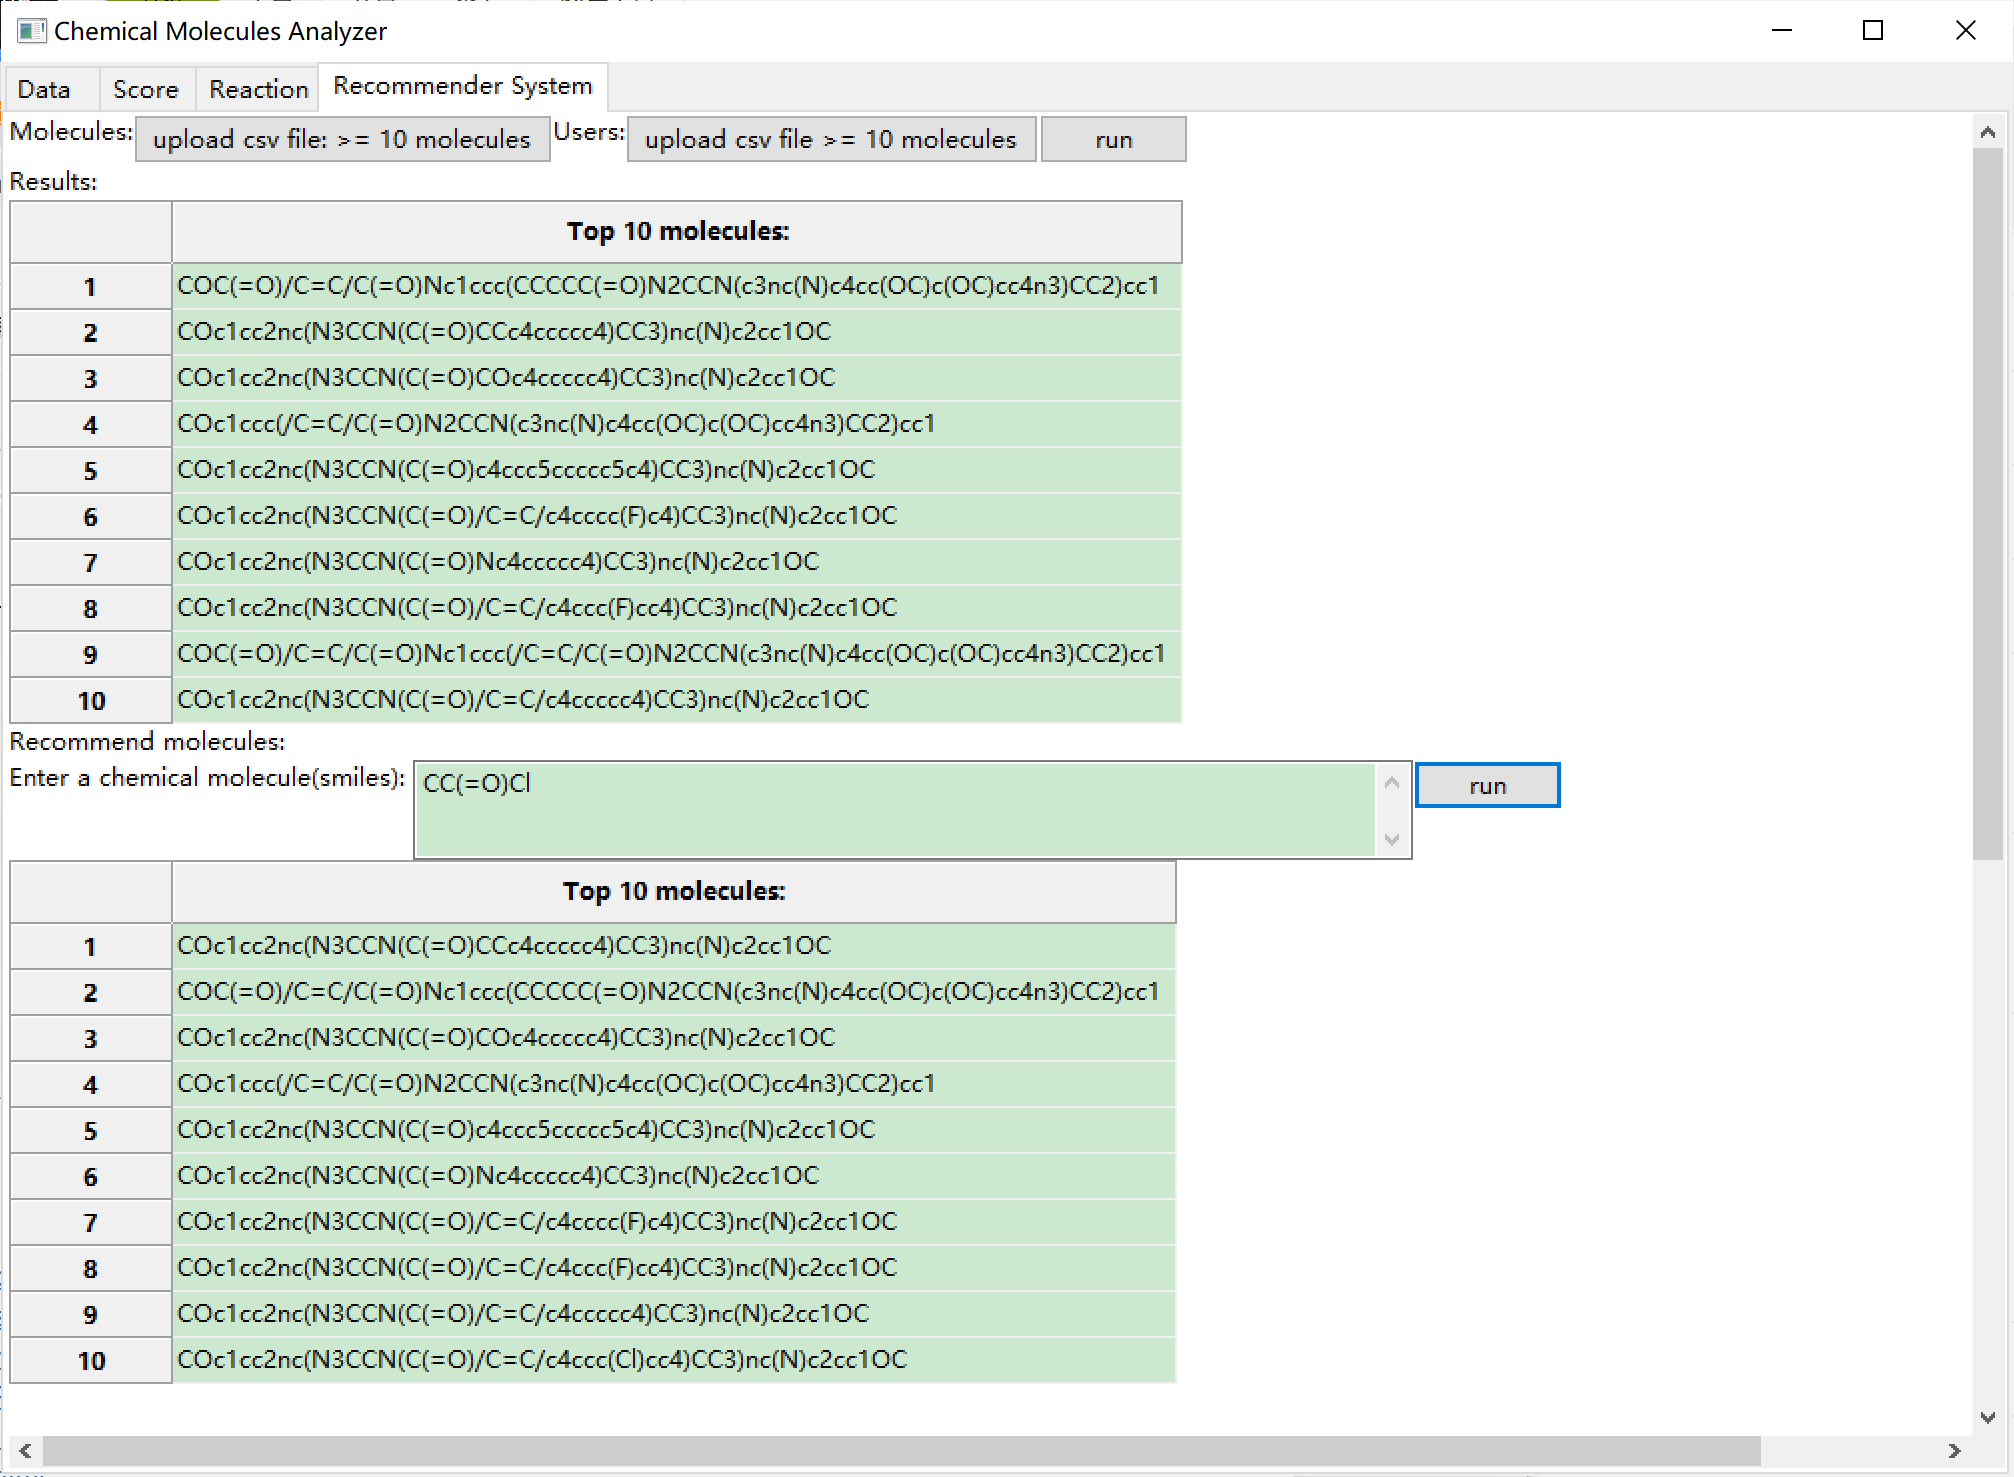 Chemical Molecules Analyzer
Data Score Reaction Recommender System
Molecules: upload csv file: >= 10 molecules Users: upload csv file >= 10 molecules run
Results:
Top 10 molecules:
1 COC(=O)/C=C/C(=O)Nc1ccc(CCCCC(=O)N2CCN(c3nc(N)c4cc(OC)c(OC)cc4n3)CC2)cc1
2 COc1cc2nc(N3CCN(C(=O)CCc4ccccc4)CC3)nc(N)c2cc1OC
3 COc1cc2nc(N3CCN(C(=O)COc4ccccc4)CC3)nc(N)c2cc1OC
4 COc1ccc(/C=C/C(=O)N2CCN(c3nc(N)c4cc(OC)c(OC)cc4n3)CC2)cc1
5 COc1cc2nc(N3CCN(C(=O)c4ccc5ccccc5c4)CC3)nc(N)c2cc1OC
6 COc1cc2nc(N3CCN(C(=O)/C=C/c4cccc(F)c4)CC3)nc(N)c2cc1OC
7 COc1cc2nc(N3CCN(C(=O)Nc4ccccc4)CC3)nc(N)c2cc1OC
8 COc1cc2nc(N3CCN(C(=O)/C=C/c4ccc(F)cc4)CC3)nc(N)c2cc1OC
9 COC(=O)/C=C/C(=O)Nc1ccc(/C=C/C(=O)N2CCN(c3nc(N)c4cc(OC)c(OC)cc4n3)CC2)cc1
10 COc1cc2nc(N3CCN(C(=O)/C=C/c4ccccc4)CC3)nc(N)c2cc1OC
Recommend molecules:
Enter a chemical molecule(smiles): CC(=O)Cl run
Top 10 molecules:
1 COc1cc2nc(N3CCN(C(=O)CCc4ccccc4)CC3)nc(N)c2cc1OC
2 COC(=O)/C=C/C(=O)Nc1ccc(CCCCC(=O)N2CCN(c3nc(N)c4cc(OC)c(OC)cc4n3)CC2)cc1
3 COc1cc2nc(N3CCN(C(=O)COc4ccccc4)CC3)nc(N)c2cc1OC
4 COc1ccc(/C=C/C(=O)N2CCN(c3nc(N)c4cc(OC)c(OC)cc4n3)CC2)cc1
5 COc1cc2nc(N3CCN(C(=O)c4ccc5ccccc5c4)CC3)nc(N)c2cc1OC
6 COc1cc2nc(N3CCN(C(=O)Nc4ccccc4)CC3)nc(N)c2cc1OC
7 COc1cc2nc(N3CCN(C(=O)/C=C/c4cccc(F)c4)CC3)nc(N)c2cc1OC
8 COc1cc2nc(N3CCN(C(=O)/C=C/c4ccc(F)cc4)CC3)nc(N)c2cc1OC
9 COc1cc2nc(N3CCN(C(=O)/C=C/c4ccccc4)CC3)nc(N)c2cc1OC
10 COc1cc2nc(N3CCN(C(=O)/C=C/c4ccc(Cl)cc4)CC3)nc(N)c2cc1OC